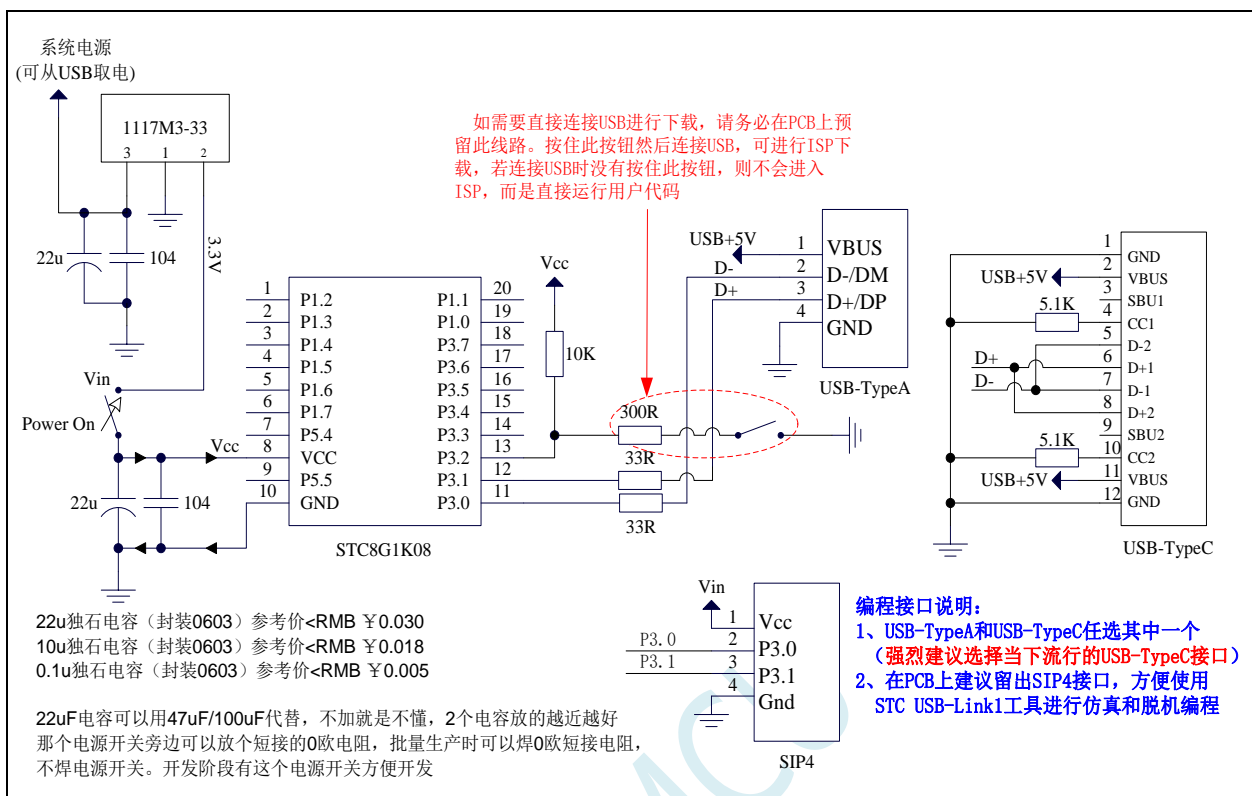 系统电源
(可从USB取电)
1117M3-33
3
1
2
22u
104
3.3V
Vin
Power On
Vcc
22u
104
1
2
3
4
5
6
7
8
9
10
P1.2
P1.3
P1.4
P1.5
P1.6
P1.7
P5.4
VCC
P5.5
GND
P1.1
P1.0
P3.7
P3.6
P3.5
P3.4
P3.3
P3.2
P3.1
P3.0
20
19
18
17
16
15
14
13
12
11
STC8G1K08
如需要直接连接USB进行下载，请务必在PCB上预
留此线路。按住此按钮然后连接USB，可进行ISP下
载，若连接USB时没有按住此按钮，则不会进入
ISP，而是直接运行用户代码
Vcc
10K
300R
33R
33R
USB+5V
D-
D+
1
2
3
4
VBUS
D-/DM
D+/DP
GND
USB-TypeA
USB+5V
5.1K
D+
D-
5.1K
USB+5V
1
2
3
4
5
6
7
8
9
10
11
12
GND
VBUS
SBU1
CC1
D-2
D+1
D-1
D+2
SBU2
CC2
VBUS
GND
USB-TypeC
22u独石电容（封装0603）参考价<RMB ￥0.030
10u独石电容（封装0603）参考价<RMB ￥0.018
0.1u独石电容（封装0603）参考价<RMB ￥0.005
22uF电容可以用47uF/100uF代替，不加就是不懂，2个电容放的越近越好
那个电源开关旁边可以放个短接的0欧电阻，批量生产时可以焊0欧短接电阻，
不焊电源开关。开发阶段有这个电源开关方便开发
Vin
P3.0
P3.1
1
2
3
4
Vcc
P3.0
P3.1
Gnd
SIP4
编程接口说明：
1、USB-TypeA和USB-TypeC任选其中一个
（强烈建议选择当下流行的USB-TypeC接口）
2、在PCB上建议留出SIP4接口，方便使用
STC USB-Link1工具进行仿真和脱机编程